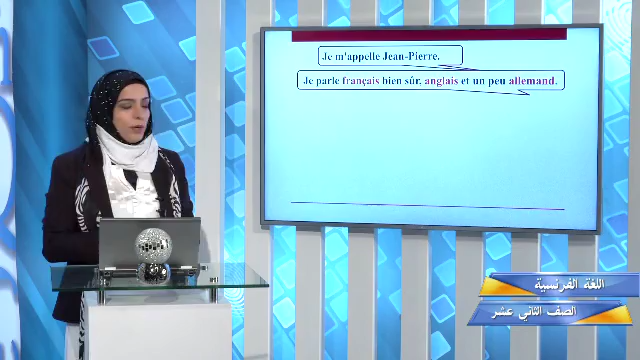 Je m'appelle Jean-Pierre.
Je parle français bien sûr, anglais et un peu allemand.
اللغة الفرنسية
الصف الثاني عشر